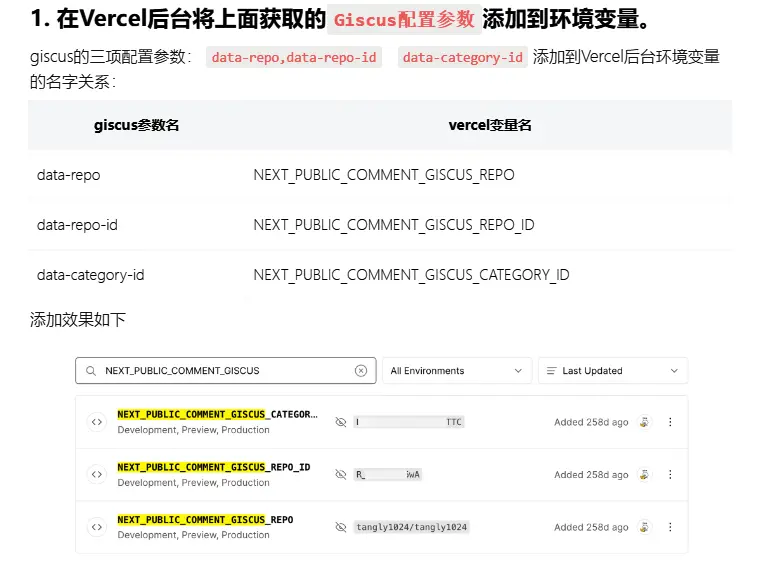 1. 在Vercel后台将上面获取的 Giscus配置参数 添加到环境变量。
giscus的三项配置参数： data-repo,data-repo-id data-category-id 添加到Vercel后台环境变量
的名字关系：
giscus参数名 vercel变量名
data-repo NEXT_PUBLIC_COMMENT_GISCUS_REPO
data-repo-id NEXT_PUBLIC_COMMENT_GISCUS_REPO_ID
data-category-id NEXT_PUBLIC_COMMENT_GISCUS_CATEGORY_ID
添加效果如下
NEXT_PUBLIC_COMMENT_GISCUS All Environments Last Updated
NEXT_PUBLIC_COMMENT_GISCUS_CATEGOR... TTC Added 258d ago
Development, Preview, Production
NEXT_PUBLIC_COMMENT_GISCUS_REPO_ID R_ Added 258d ago
Development, Preview, Production
NEXT_PUBLIC_COMMENT_GISCUS_REPO tangly1024/tangly1024 Added 258d ago
Development, Preview, Production